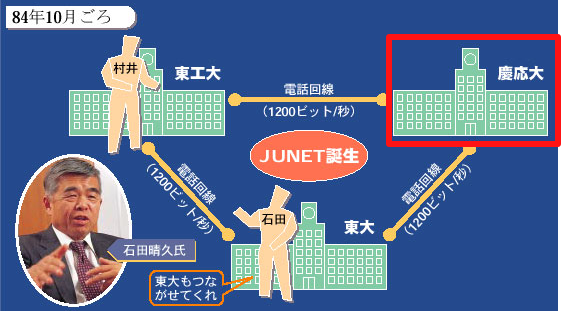 84年10月ごろ
村井
東工大
慶応大
電話回線
(1200ビット/秒)
JUNET誕生
電話回線
(1200ビット/秒)
電話回線
(1200ビット/秒)
石田
東大
石田晴久氏
東大もつな
がせてくれ